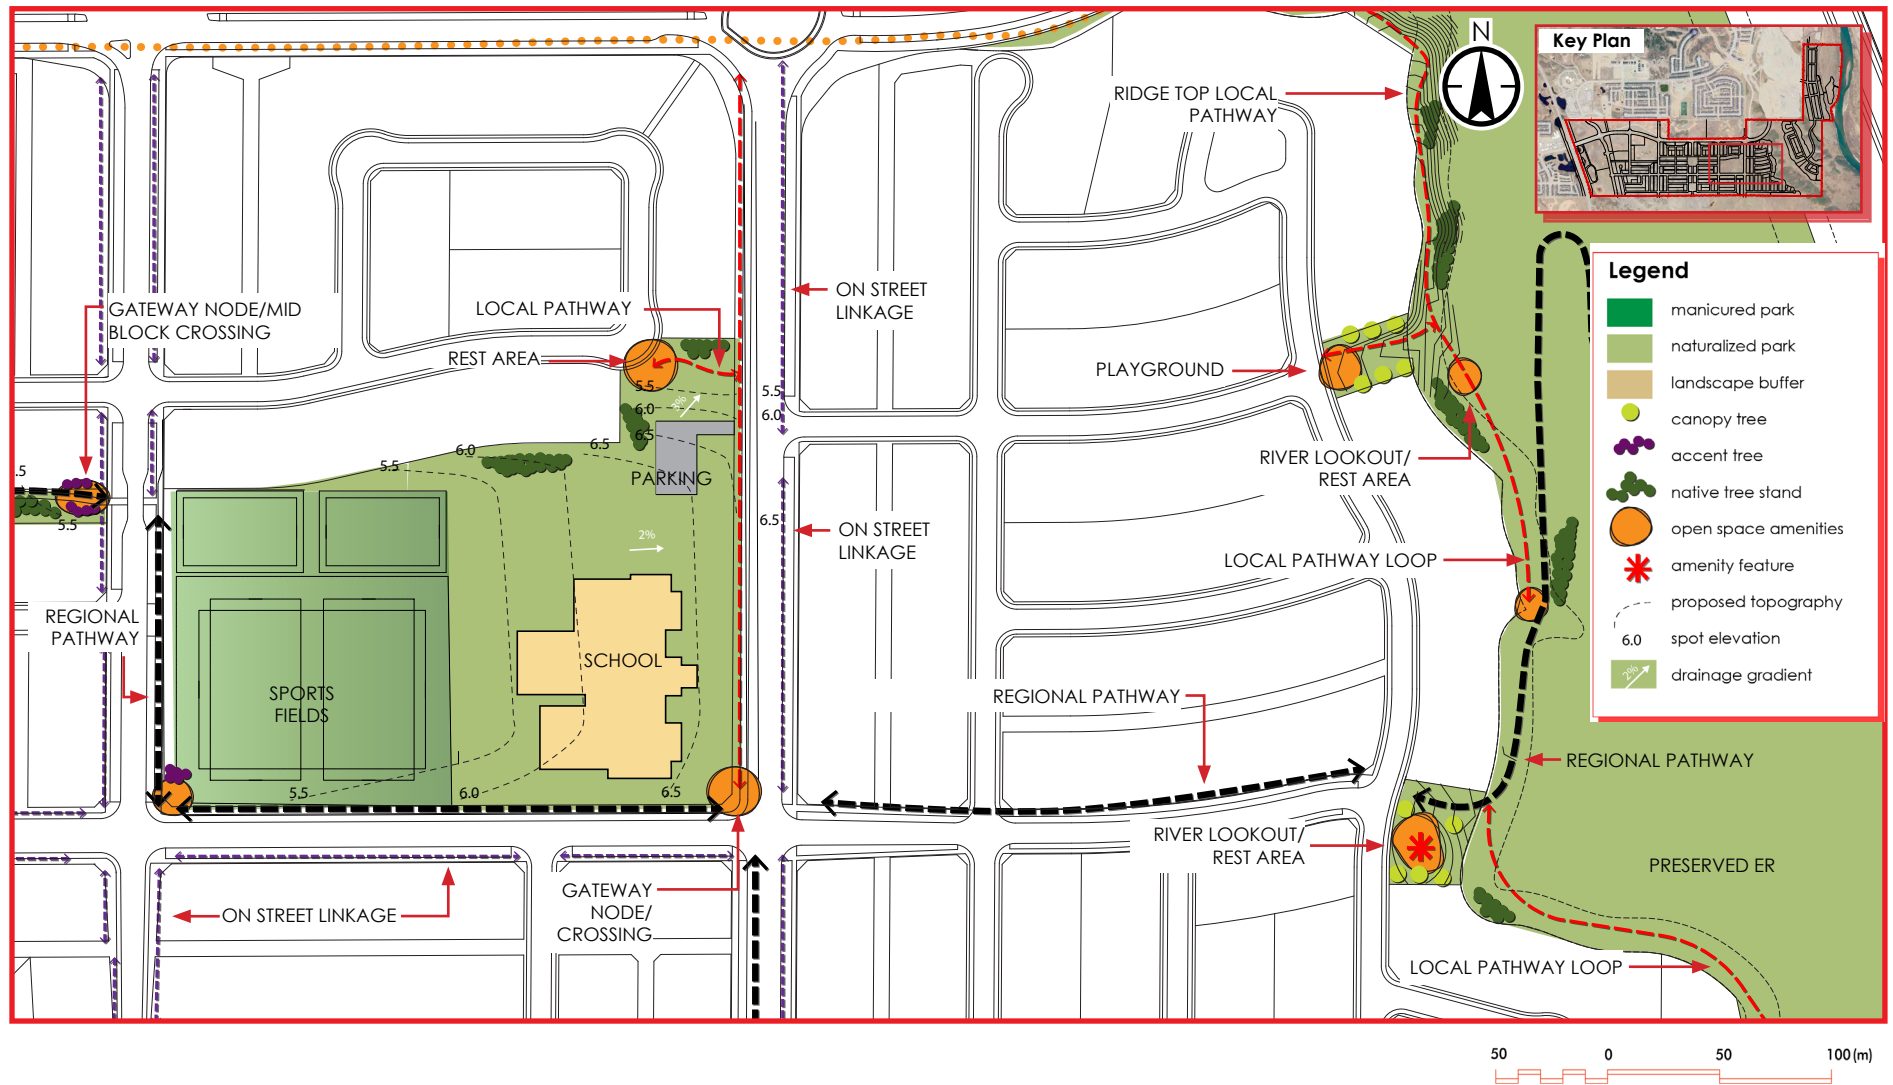 N
Key Plan
RIDGE TOP LOCAL
PATHWAY
Legend
manicured park
naturalized park
landscape buffer
canopy tree
accent tree
native tree stand
open space amenities
amenity feature
proposed topography
6.0
spot elevation
2%
drainage gradient
GATEWAY NODE/MID
BLOCK CROSSING
LOCAL PATHWAY
REST AREA
ON STREET
LINKAGE
PLAYGROUND
5.5
6.0
6.5
3%
5.5
6.0
6.5
6.0
5.5
PARKING
.5
5.5
RIVER LOOKOUT/
REST AREA
6.5
2%
ON STREET
LINKAGE
LOCAL PATHWAY LOOP
REGIONAL
PATHWAY
SCHOOL
SPORTS
FIELDS
REGIONAL PATHWAY
REGIONAL PATHWAY
5.5
6.0
6.5
RIVER LOOKOUT/
REST AREA
PRESERVED ER
GATEWAY
NODE/
CROSSING
ON STREET LINKAGE
LOCAL PATHWAY LOOP
50
0
50
100 (m)